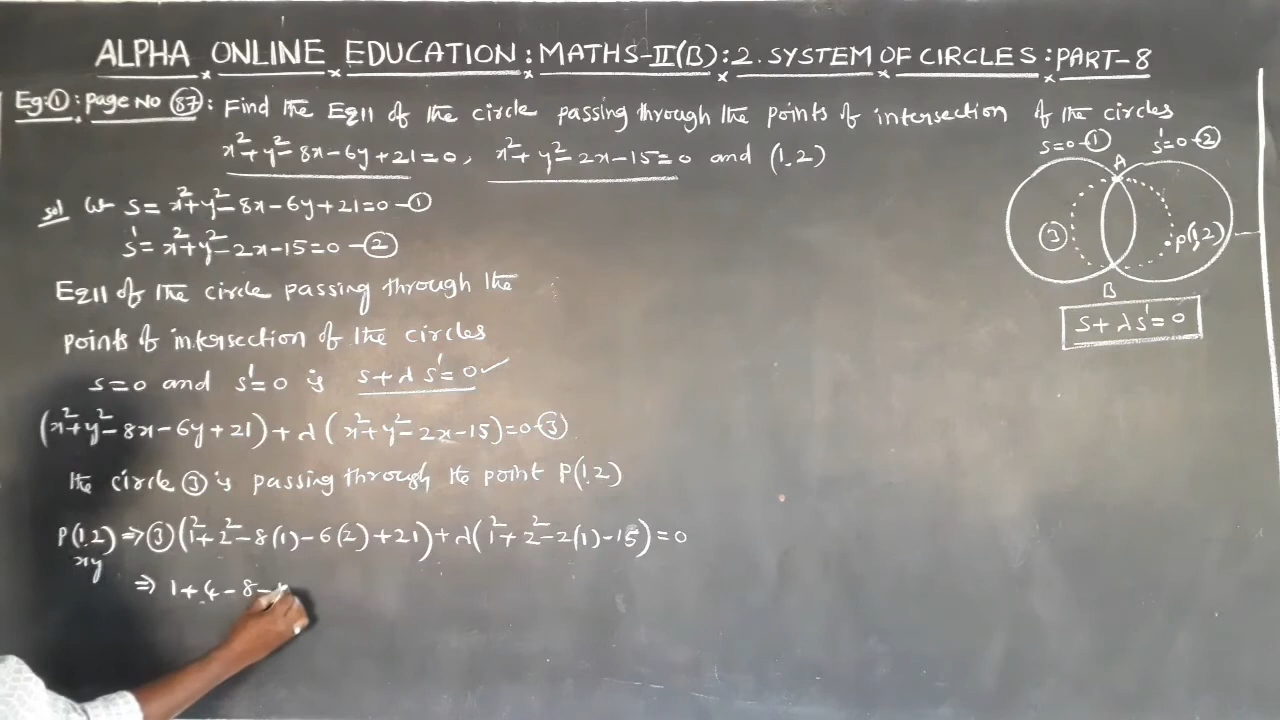 ALPHA ONLINE EDUCATION : MATHS-II(B) : 2. SYSTEM OF CIRCLES : PART-8
Eg:① : page No 87 : Find the Eqn of the circle passing through the points of intersection of the circles
x²+y²-8x-6y+21=0, x²+y²-2x-15=0 and (1,2)
S=0-① S'=0-②
A
③
P(1,2)
B
S+λS'=0
Sol S= x²+y²-8x-6y+21=0-①
S'= x²+y²-2x-15=0-②
Eqn of the circle passing through the
points of intersection of the circles
S=0 and S'=0 is S+λS'=0 ✓
(x²+y²-8x-6y+21)+λ(x²+y²-2x-15)=0-③
the circle ③ is passing through the point P(1,2)
P(1,2) ⇒ ③ (1²+2²-8(1)-6(2)+21)+λ(1²+2²-2(1)-15)=0
x y
⇒ 1+4-8-